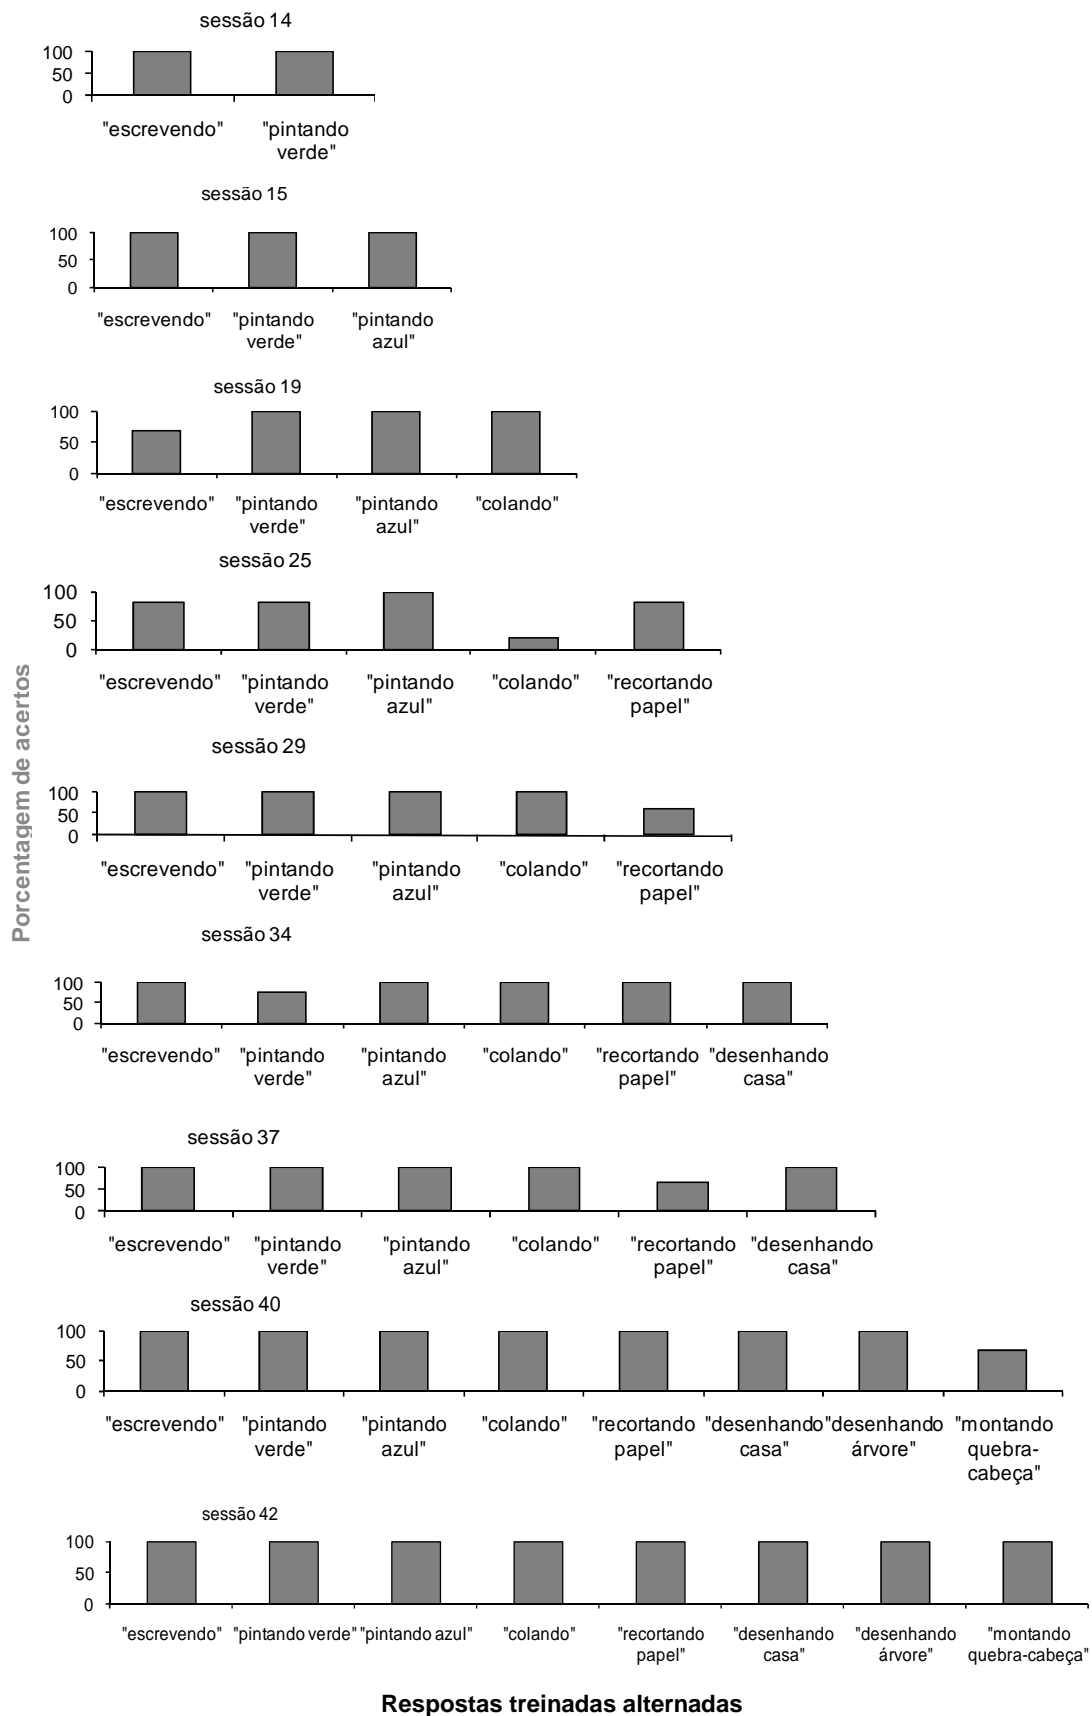 sessão 14
100
50
0
"escrevendo" "pintando
verde"
sessão 15
100
50
0
"escrevendo" "pintando "pintando
verde" azul"
sessão 19
100
50
0
"escrevendo" "pintando "pintando "colando"
verde" azul"
sessão 25
100
50
0
"escrevendo" "pintando "pintando "colando" "recortando
verde" azul" papel"
sessão 29
100
50
0
"escrevendo" "pintando "pintando "colando" "recortando
verde" azul" papel"
Porcentagem de acertos
sessão 34
100
50
0
"escrevendo" "pintando "pintando "colando" "recortando "desenhando
verde" azul" papel" casa"
sessão 37
100
50
0
"escrevendo" "pintando "pintando "colando" "recortando "desenhando
verde" azul" papel" casa"
sessão 40
100
50
0
"escrevendo" "pintando "pintando "colando" "recortando "desenhando "desenhando "montando
verde" azul" papel" casa" árvore" quebra-
cabeça"
sessão 42
100
50
0
"escrevendo" "pintando verde" "pintando azul" "colando" "recortando "desenhando "desenhando "montando
papel" casa" árvore" quebra-cabeça"
Respostas treinadas alternadas